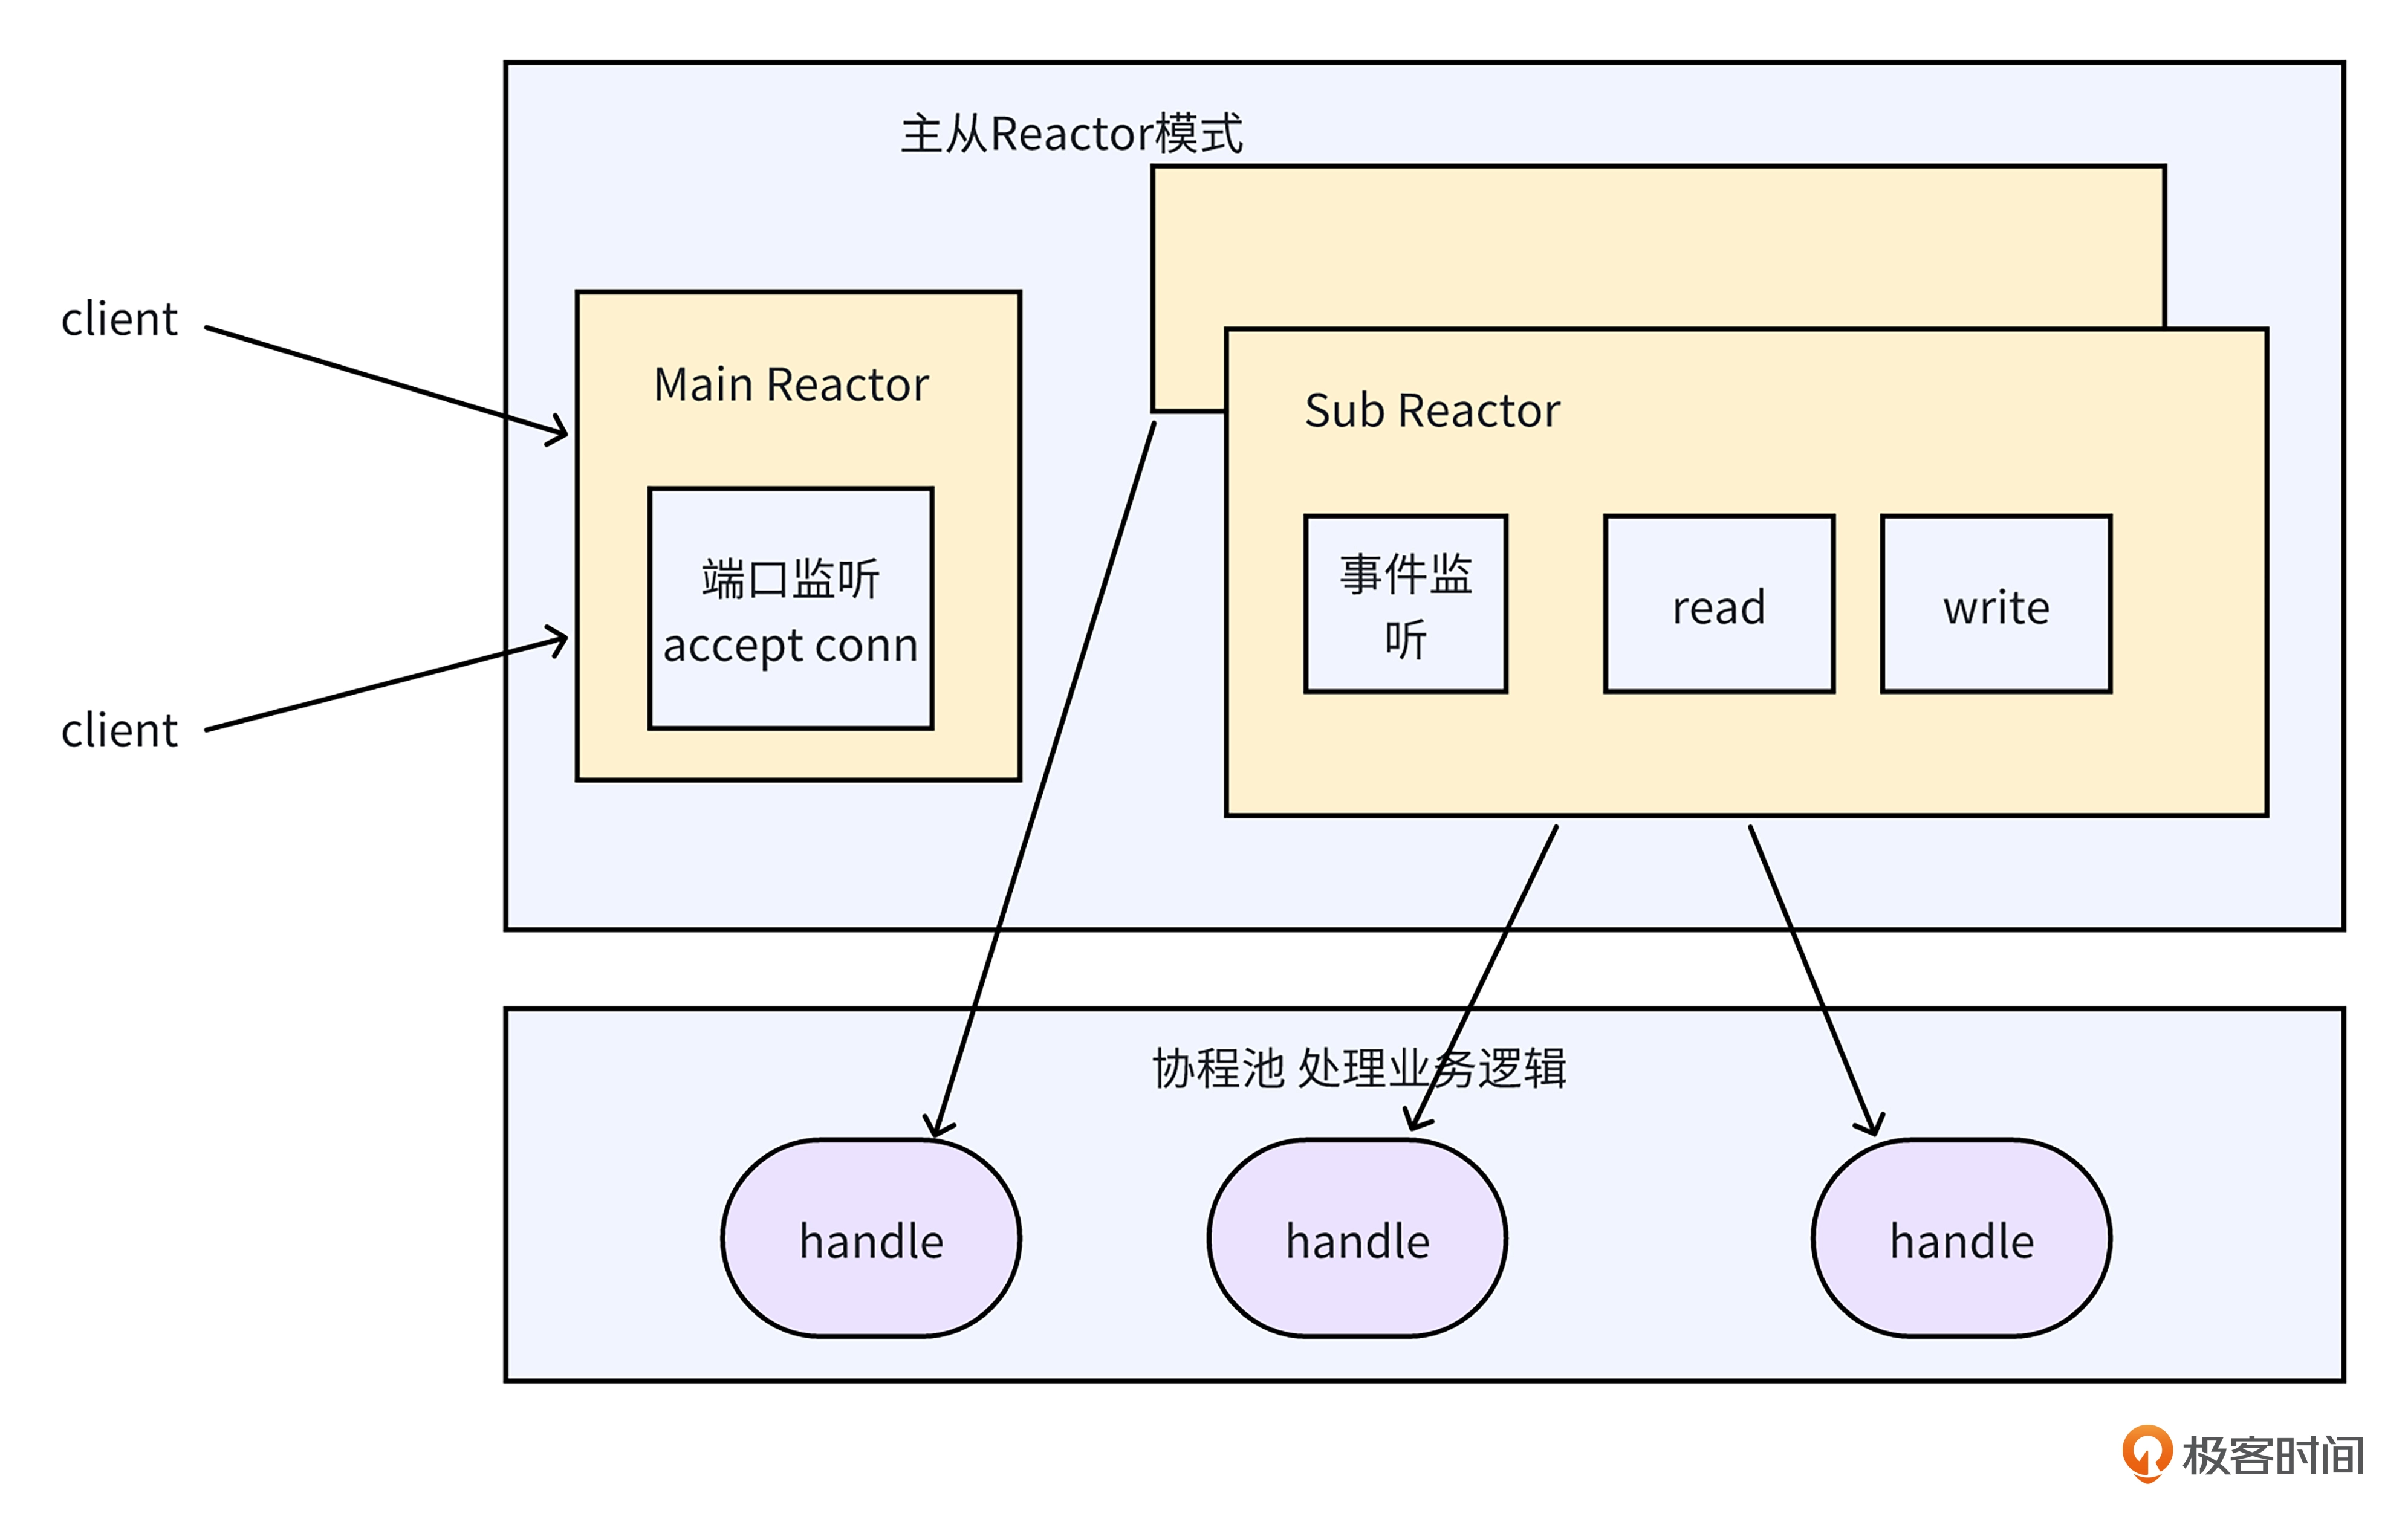 主从Reactor模式
client
Main Reactor
Sub Reactor
端口监听
accept conn
事件监
听
read
write
client
协程池 处理业务逻辑
handle
handle
handle
极客时间